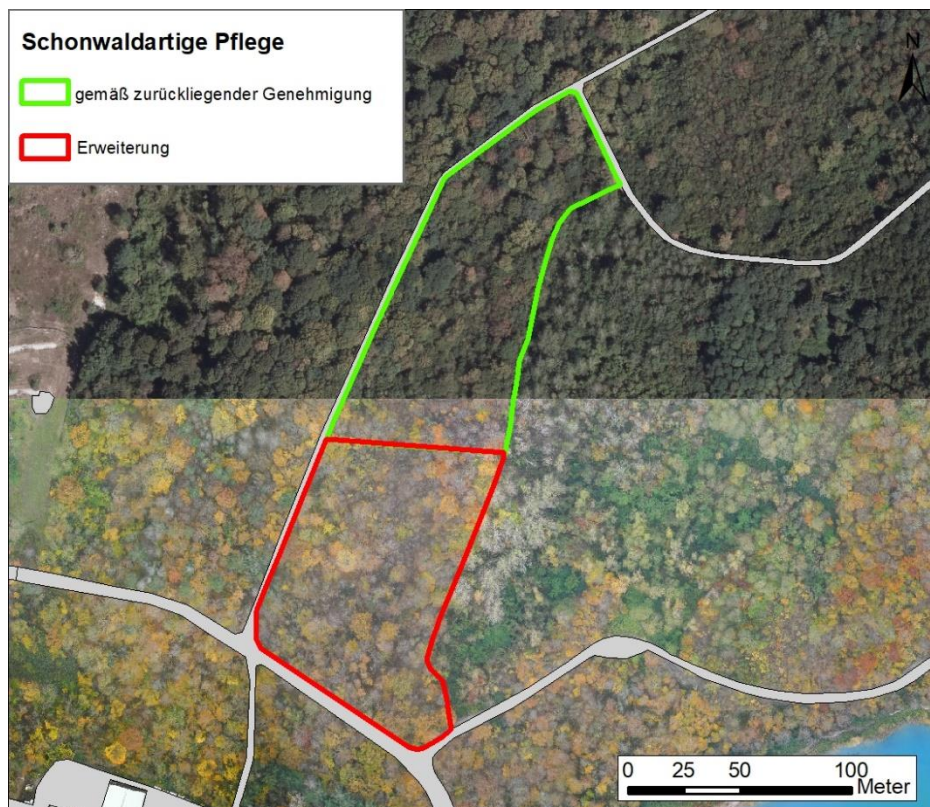 Schonwaldartige Pflege
gemäß zurückliegender Genehmigung
Erweiterung
N
0 25 50 100
Meter